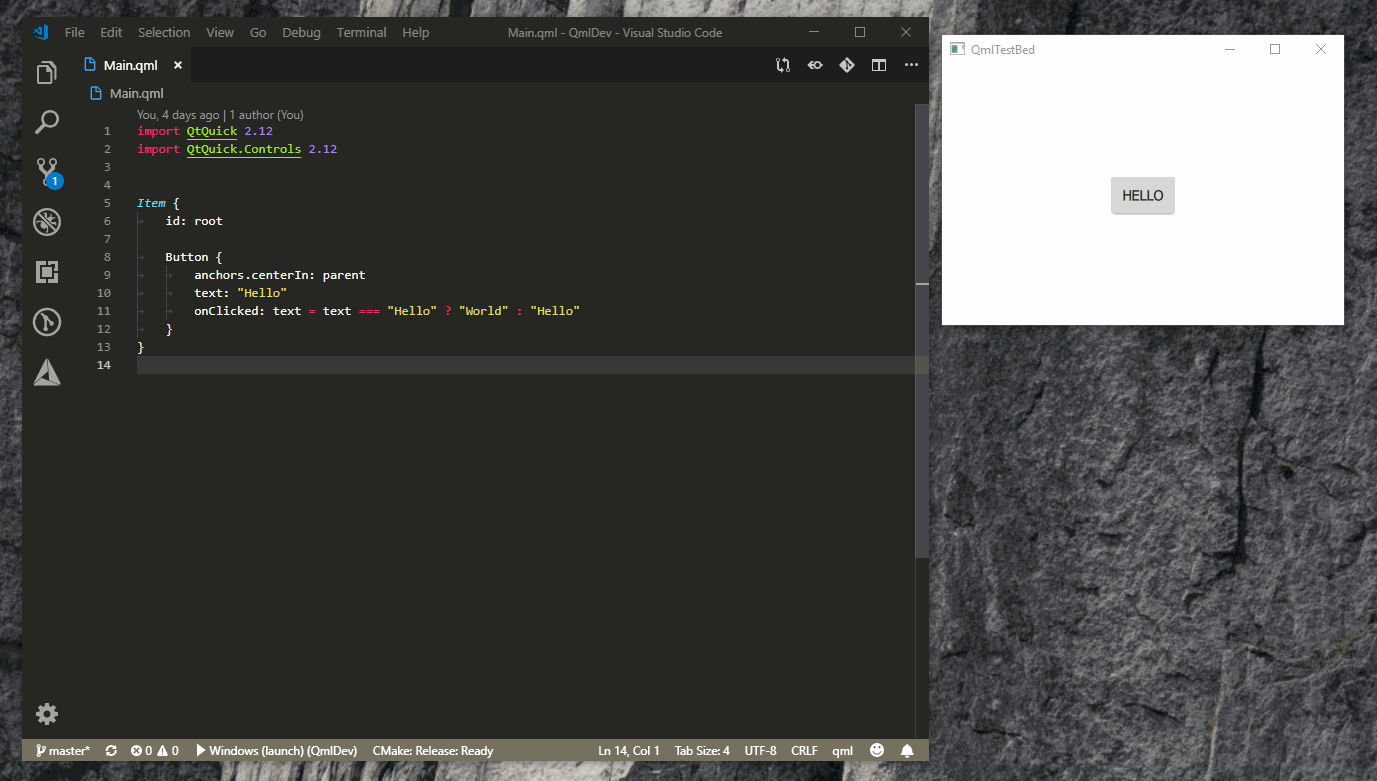 File Edit Selection View Go Debug Terminal Help Main.qml - QmlDev - Visual Studio Code
Main.qml
Main.qml
You, 4 days ago | 1 author (You)
1 import QtQuick 2.12
2 import QtQuick.Controls 2.12
3
4
5 Item {
6 id: root
7
8 Button {
9 anchors.centerIn: parent
10 text: "Hello"
11 onClicked: text = text === "Hello" ? "World" : "Hello"
12 }
13 }
14
1
master* 0 0 Windows (launch) (QmlDev) CMake: Release: Ready Ln 14, Col 1 Tab Size: 4 UTF-8 CRLF qml
QmlTestBed
HELLO